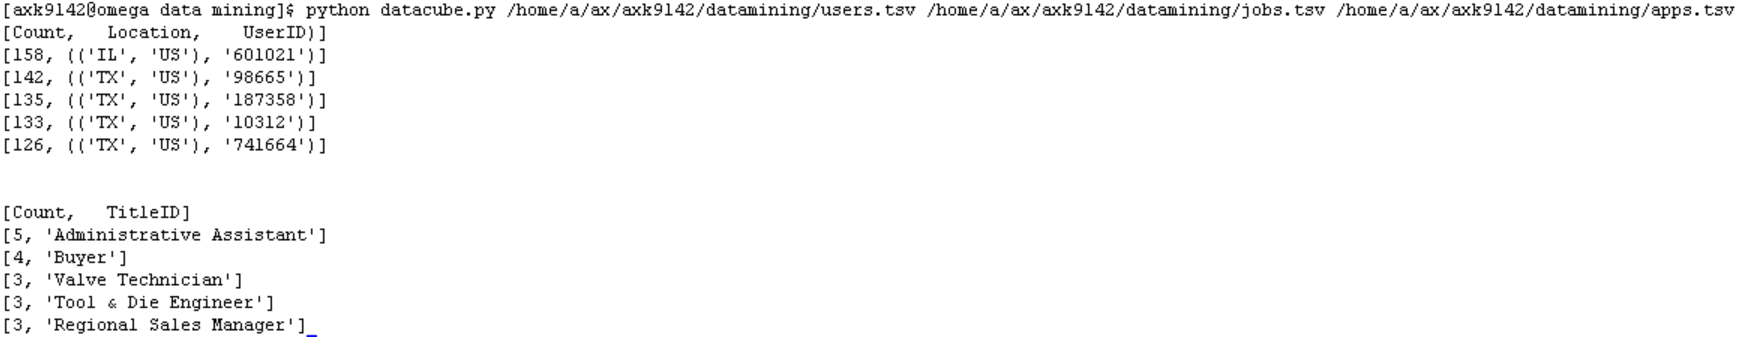 [axk9142@omega data mining]$ python datacube.py /home/a/ax/axk9142/datamining/users.tsv /home/a/ax/axk9142/datamining/jobs.tsv /home/a/ax/axk9142/datamining/apps.tsv
[Count,   Location,    UserID)]
[158, (('IL', 'US'), '601021')]
[142, (('TX', 'US'), '98665')]
[135, (('TX', 'US'), '187358')]
[133, (('TX', 'US'), '10312')]
[126, (('TX', 'US'), '741664')]
[Count,   TitleID]
[5, 'Administrative Assistant']
[4, 'Buyer']
[3, 'Valve Technician']
[3, 'Tool & Die Engineer']
[3, 'Regional Sales Manager']